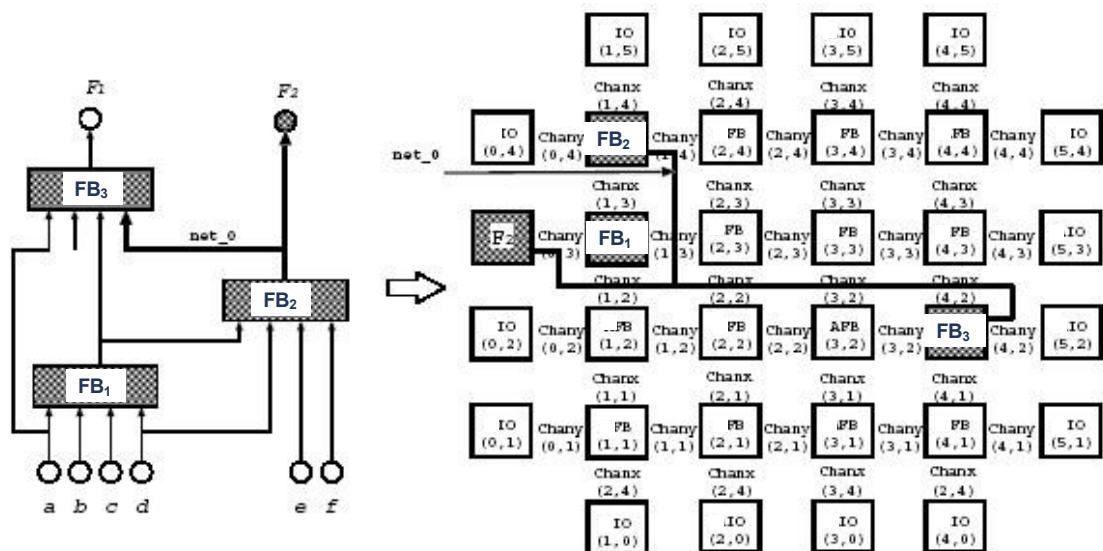 F1
F2
FB3
net_0
FB2
FB1
a b c d e f
IO IO IO IO
(1,5) (2,5) (3,5) (4,5)
Chanx Chanx Chanx Chanx
(1,4) (2,4) (3,4) (4,4)
IO Chany FB2 Chany FB Chany FB Chany FB Chany IO
(0,4) (0,4) (1,4) (2,4) (2,4) (3,4) (3,4) (4,4) (4,4) (5,4)
net_0
Chanx Chanx Chanx Chanx
(1,3) (2,3) (3,3) (4,3)
F2 Chany FB1 Chany FB Chany FB Chany FB Chany IO
(0,3) (1,3) (2,3) (2,3) (3,3) (3,3) (4,3) (4,3) (5,3)
Chanx Chanx Chanx Chanx
(1,2) (2,2) (3,2) (4,2)
IO Chany FB Chany FB Chany FB Chany FB3 Chany IO
(0,2) (0,2) (1,2) (1,2) (2,2) (2,2) (3,2) (3,2) (4,2) (5,2)
Chanx Chanx Chanx Chanx
(1,1) (2,1) (3,1) (4,1)
IO Chany FB Chany FB Chany FB Chany FB Chany IO
(0,1) (0,1) (1,1) (1,1) (2,1) (2,1) (3,1) (3,1) (4,1) (4,1) (5,1)
Chanx Chanx Chanx Chanx
(2,4) (2,4) (3,4) (2,4)
IO IO IO IO
(1,0) (2,0) (3,0) (4,0)